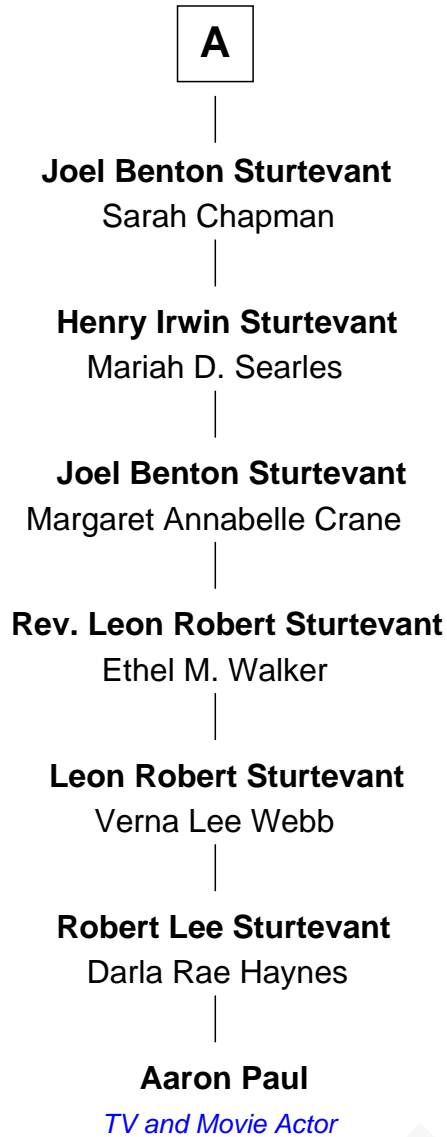 A
Joel Benton Sturtevant
Sarah Chapman
Henry Irwin Sturtevant
Mariah D. Searles
Joel Benton Sturtevant
Margaret Annabelle Crane
Rev. Leon Robert Sturtevant
Ethel M. Walker
Leon Robert Sturtevant
Verna Lee Webb
Robert Lee Sturtevant
Darla Rae Haynes
Aaron Paul
TV and Movie Actor